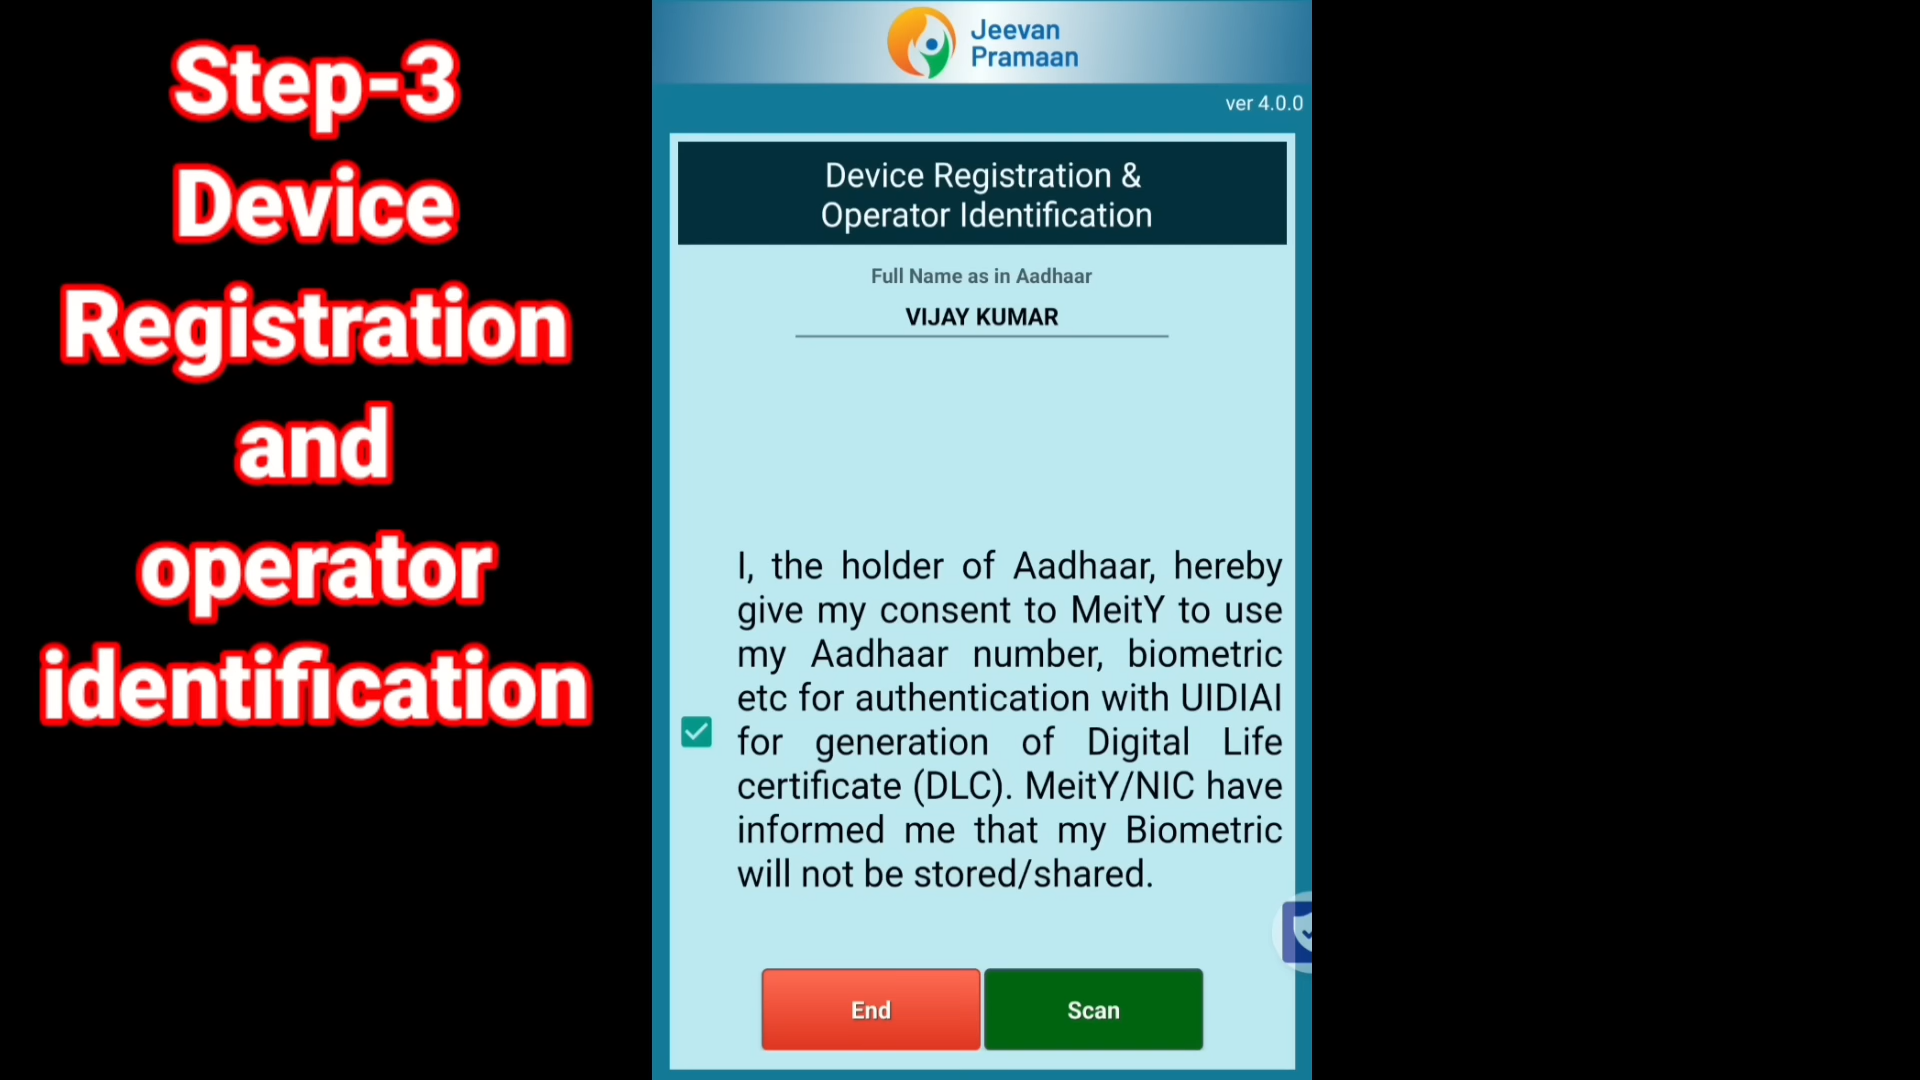 Step-3
Device
Registration
and
operator
identification
Jeevan
Pramaan
ver 4.0.0
Device Registration &
Operator Identification
Full Name as in Aadhaar
VIJAY KUMAR
I, the holder of Aadhaar, hereby
give my consent to MeitY to use
my Aadhaar number, biometric
etc for authentication with UIDIAI
for generation of Digital Life
certificate (DLC). MeitY/NIC have
informed me that my Biometric
will not be stored/shared.
End
Scan